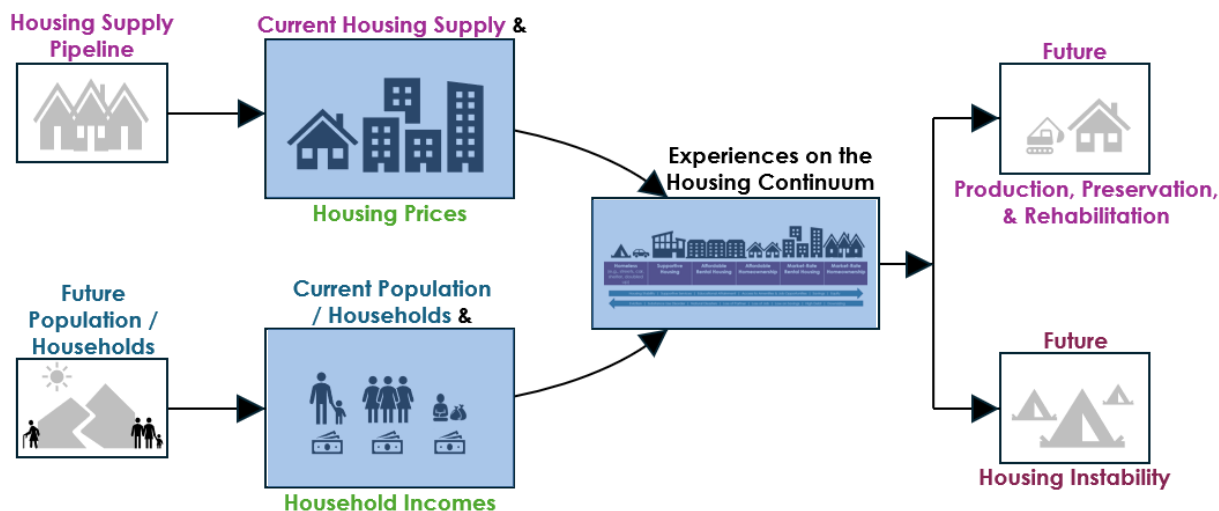 Housing Supply
Pipeline
Current Housing Supply &
Housing Prices
Future
Population /
Households
Current Population
/ Households &
Household Incomes
Experiences on the
Housing Continuum
Homeless
Supportive
Housing
Affordable
Rental Housing
Affordable
Homeownership
Market Rate
Rental Housing
Market Rate
Homeownership
Future
Production, Preservation,
& Rehabilitation
Future
Housing Instability